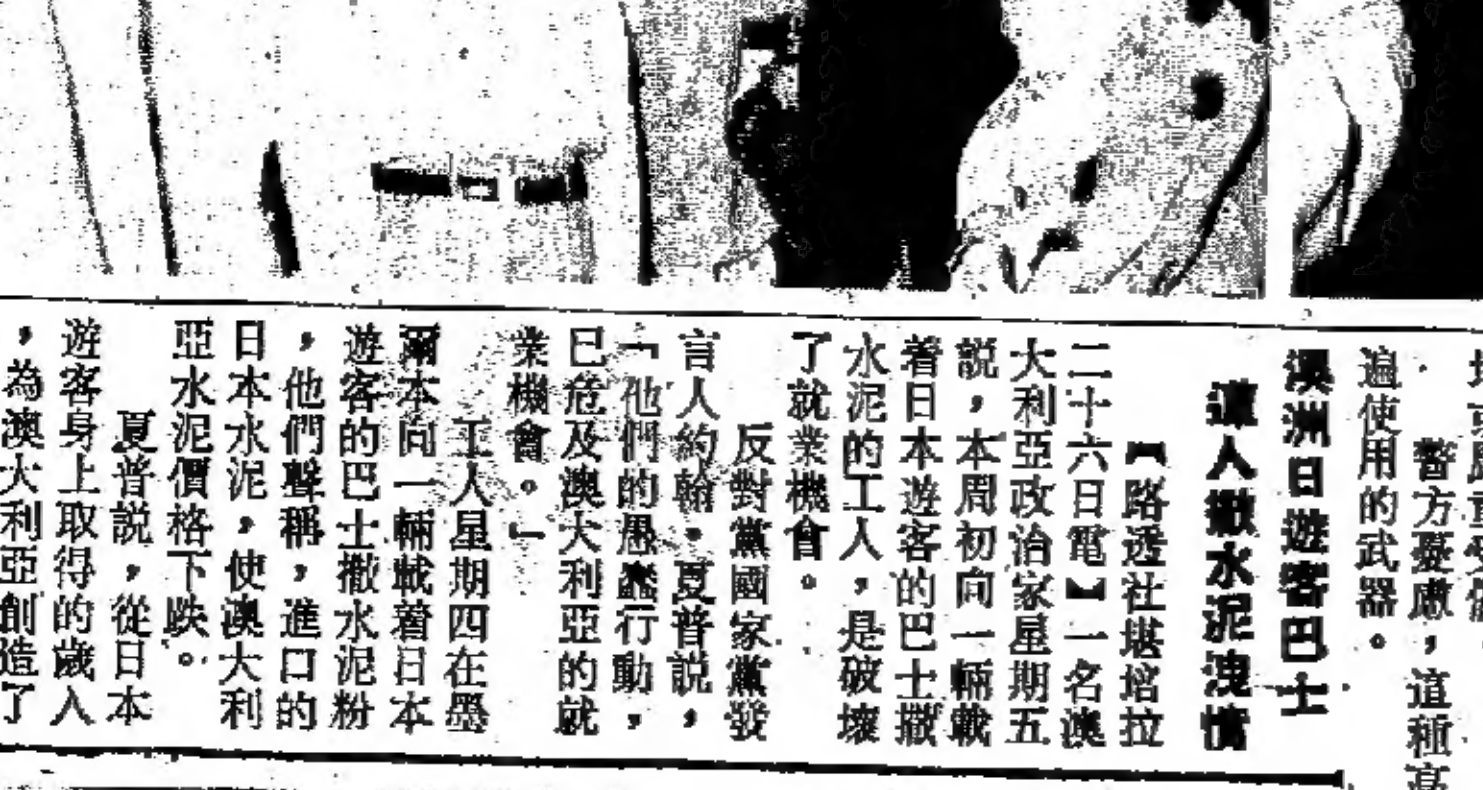 遍使用的武器。
警方憂慮，這種高
澳洲日遊客巴士
遭人撒水泥洩憤
【路透社堪培拉
二十六日電】一名澳
大利亞政治家星期五
説，本周初向一輛載
着日本遊客的巴士撒
水泥的工人，是破壞
了就業機會。
反對黨國家黨發
言人約翰•夏普説，
「他們的愚蠢行動，
已危及澳大利亞的就
業機會。」
工人星期四在墨
爾本向一輛載着日本
遊客的巴士撒水泥粉
，他們聲稱，進口的
日本水泥，使澳大利
亞水泥價格下跌。
夏普説，從日本
遊客身上取得的歲入
，為澳大利亞創造了